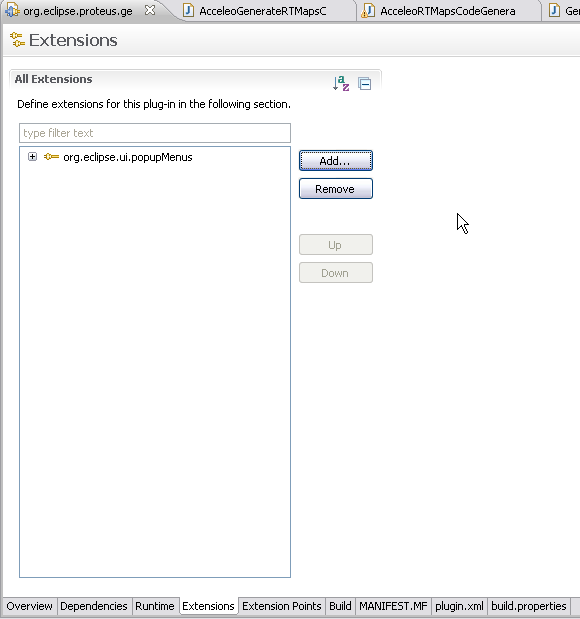 org.eclipse.proteus.ge AcceleoGenerateRTMapsC AcceleoRTMapsCodeGenera Ge
Extensions
All Extensions
Define extensions for this plug-in in the following section.
type filter text
org.eclipse.ui.popupMenus
Add...
Remove
Up
Down
Overview Dependencies Runtime Extensions Extension Points Build MANIFEST.MF plugin.xml build.properties